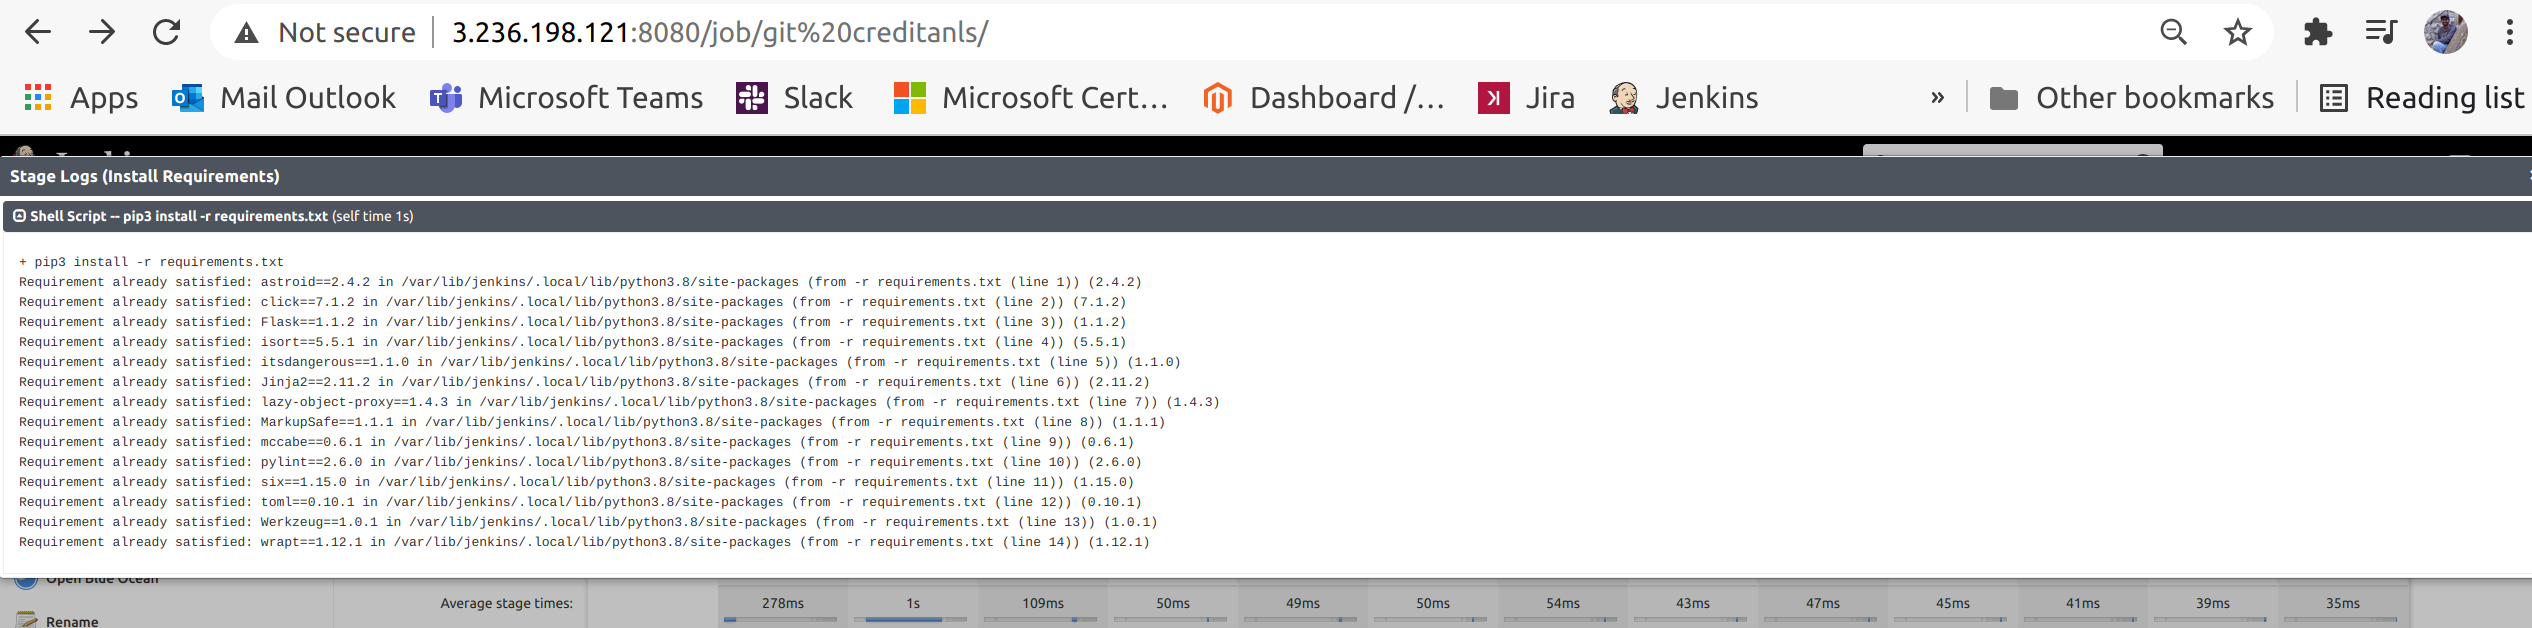 Not secure
3.236.198.121:8080/job/git%20creditanls/
Apps
Mail Outlook
Microsoft Teams
Slack
Microsoft Cert...
Dashboard /...
Jira
Jenkins
»
Other bookmarks
Reading list
Stage Logs (Install Requirements)
Shell Script -- pip3 install -r requirements.txt (self time 1s)
+ pip3 install -r requirements.txt
Requirement already satisfied: astroid==2.4.2 in /var/lib/jenkins/.local/lib/python3.8/site-packages (from -r requirements.txt (line 1)) (2.4.2)
Requirement already satisfied: click==7.1.2 in /var/lib/jenkins/.local/lib/python3.8/site-packages (from -r requirements.txt (line 2)) (7.1.2)
Requirement already satisfied: Flask==1.1.2 in /var/lib/jenkins/.local/lib/python3.8/site-packages (from -r requirements.txt (line 3)) (1.1.2)
Requirement already satisfied: isort==5.5.1 in /var/lib/jenkins/.local/lib/python3.8/site-packages (from -r requirements.txt (line 4)) (5.5.1)
Requirement already satisfied: itsdangerous==1.1.0 in /var/lib/jenkins/.local/lib/python3.8/site-packages (from -r requirements.txt (line 5)) (1.1.0)
Requirement already satisfied: Jinja2==2.11.2 in /var/lib/jenkins/.local/lib/python3.8/site-packages (from -r requirements.txt (line 6)) (2.11.2)
Requirement already satisfied: lazy-object-proxy==1.4.3 in /var/lib/jenkins/.local/lib/python3.8/site-packages (from -r requirements.txt (line 7)) (1.4.3)
Requirement already satisfied: MarkupSafe==1.1.1 in /var/lib/jenkins/.local/lib/python3.8/site-packages (from -r requirements.txt (line 8)) (1.1.1)
Requirement already satisfied: mccabe==0.6.1 in /var/lib/jenkins/.local/lib/python3.8/site-packages (from -r requirements.txt (line 9)) (0.6.1)
Requirement already satisfied: pylint==2.6.0 in /var/lib/jenkins/.local/lib/python3.8/site-packages (from -r requirements.txt (line 10)) (2.6.0)
Requirement already satisfied: six==1.15.0 in /var/lib/jenkins/.local/lib/python3.8/site-packages (from -r requirements.txt (line 11)) (1.15.0)
Requirement already satisfied: toml==0.10.1 in /var/lib/jenkins/.local/lib/python3.8/site-packages (from -r requirements.txt (line 12)) (0.10.1)
Requirement already satisfied: Werkzeug==1.0.1 in /var/lib/jenkins/.local/lib/python3.8/site-packages (from -r requirements.txt (line 13)) (1.0.1)
Requirement already satisfied: wrapt==1.12.1 in /var/lib/jenkins/.local/lib/python3.8/site-packages (from -r requirements.txt (line 14)) (1.12.1)
Open Blue Ocean
Average stage times: 278ms 1s 109ms 50ms 49ms 50ms 54ms 43ms 47ms 45ms 41ms 39ms 35ms
Rename